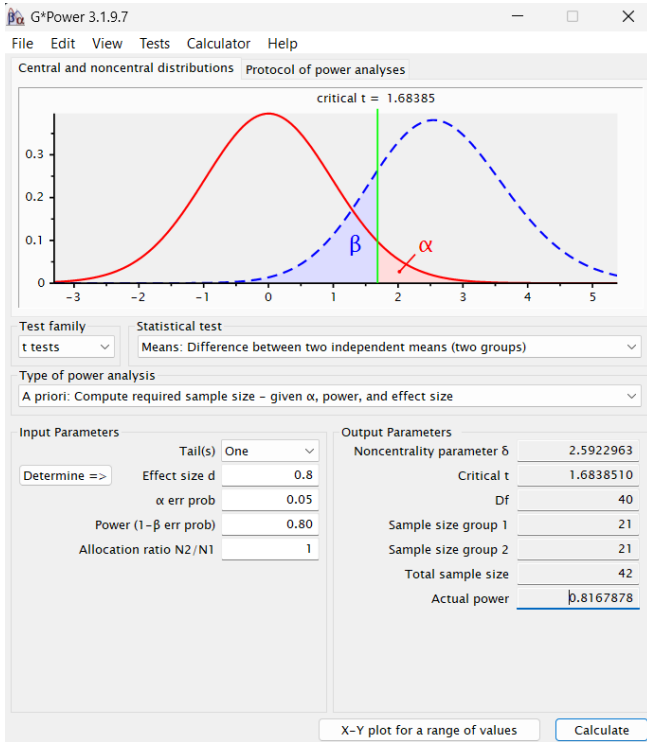 βα G*Power 3.1.9.7
File Edit View Tests Calculator Help
Central and noncentral distributions Protocol of power analyses
critical t = 1.68385
0.3
0.2
0.1
0
β α
-3 -2 -1 0 1 2 3 4 5
Test family Statistical test
t tests Means: Difference between two independent means (two groups)
Type of power analysis
A priori: Compute required sample size - given α, power, and effect size
Input Parameters
Tail(s) One
Determine => Effect size d 0.8
α err prob 0.05
Power (1-β err prob) 0.80
Allocation ratio N2/N1 1
Output Parameters
Noncentrality parameter δ 2.5922963
Critical t 1.6838510
Df 40
Sample size group 1 21
Sample size group 2 21
Total sample size 42
Actual power 0.8167878
X-Y plot for a range of values Calculate